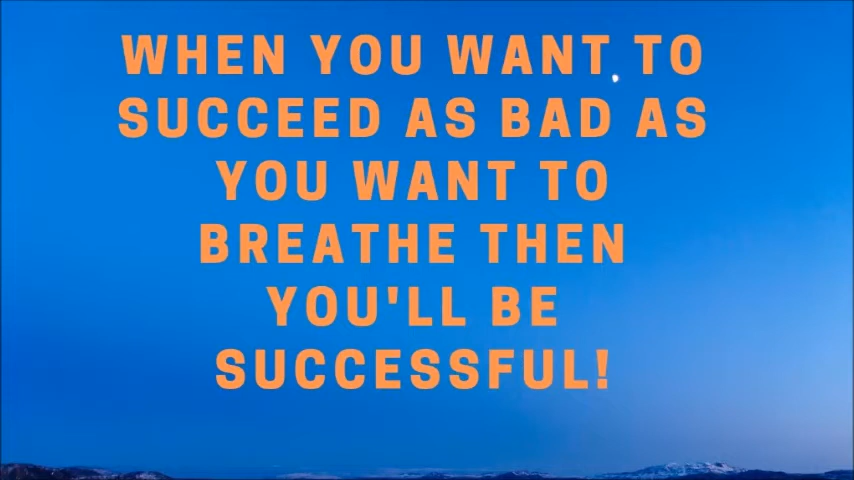 WHEN YOU WANT TO
SUCCEED AS BAD AS
YOU WANT TO
BREATHE THEN
YOU'LL BE
SUCCESSFUL!